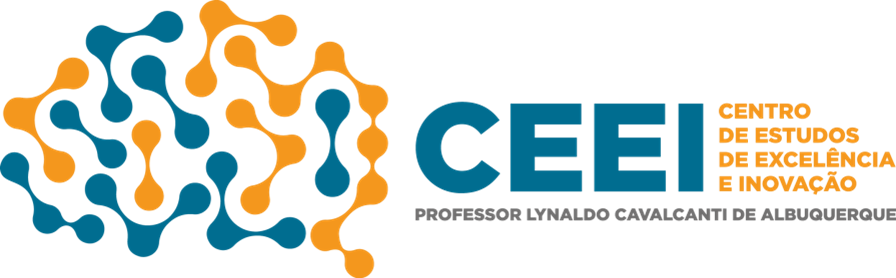 CEEI
CENTRO
DE ESTUDOS
DE EXCELÊNCIA
E INOVAÇÃO
PROFESSOR LYNALDO CAVALCANTI DE ALBUQUERQUE